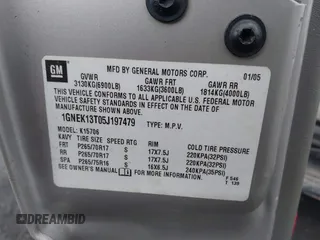 GM
MFD BY GENERAL MOTORS CORP. 01/05
GVWR GAWR FRT GAWR RR
3130KG(6900LB) 1633KG(3600LB) 1814KG(4000LB)
THIS VEHICLE CONFORMS TO ALL APPLICABLE U.S. FEDERAL MOTOR
VEHICLE SAFETY AND THEFT PREVENTION STANDARDS IN EFFECT ON THE DATE OF
MANUFACTURE SHOWN ABOVE.
1GNEK13T05J197479 TYPE: M.P.V.
MODEL: K15706
KAVY TIRE SIZE SPEED RTG RIM COLD TIRE PRESSURE
FRT P265/70R17 S 17X7.5J 220KPA(32PSI)
RR P265/70R17 S 17X7.5J 220KPA(32PSI)
SPA P265/75R16 S 16X6.5J 240KPA(35PSI)
SEE OWNER'S MANUAL FOR ADDITIONAL INFORMATION.
DREAMBID